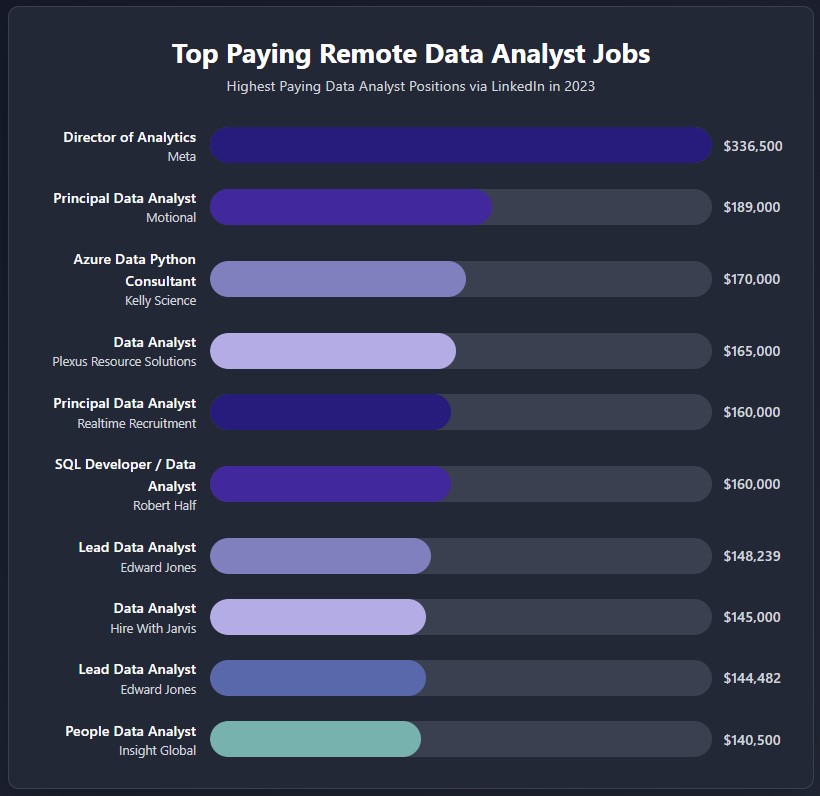 Top Paying Remote Data Analyst Jobs
Highest Paying Data Analyst Positions via LinkedIn in 2023
Director of Analytics
Meta
$336,500
Principal Data Analyst
Motional
$189,000
Azure Data Python
Consultant
Kelly Science
$170,000
Data Analyst
Plexus Resource Solutions
$165,000
Principal Data Analyst
Realtime Recruitment
$160,000
SQL Developer / Data
Analyst
Robert Half
$160,000
Lead Data Analyst
Edward Jones
$148,239
Data Analyst
Hire With Jarvis
$145,000
Lead Data Analyst
Edward Jones
$144,482
People Data Analyst
Insight Global
$140,500